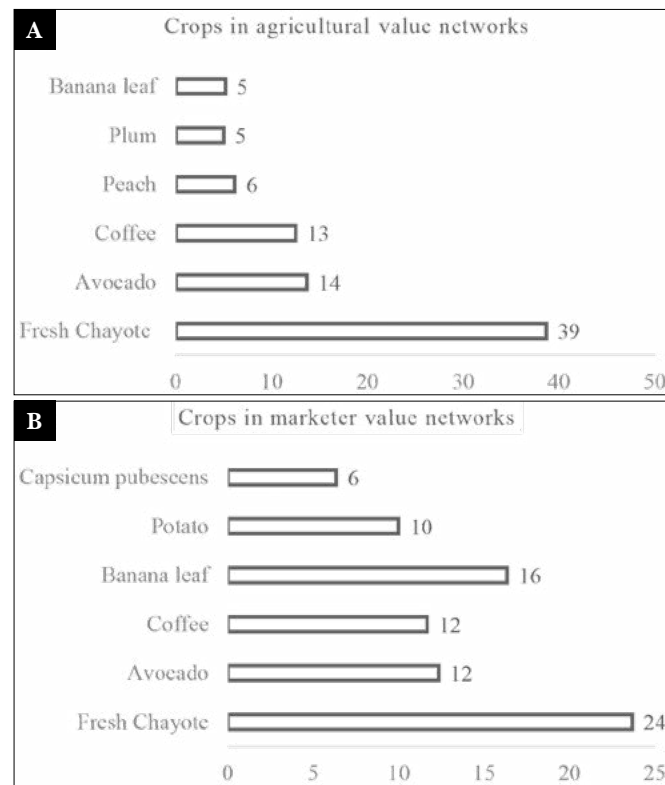 A
Crops in agricultural value networks
Banana leaf 5
Plum 5
Peach 6
Coffee 13
Avocado 14
Fresh Chayote 39
0 10 20 30 40 50
B
Crops in marketer value networks
Capsicum pubescens 6
Potato 10
Banana leaf 16
Coffee 12
Avocado 12
Fresh Chayote 24
0 5 10 15 20 25